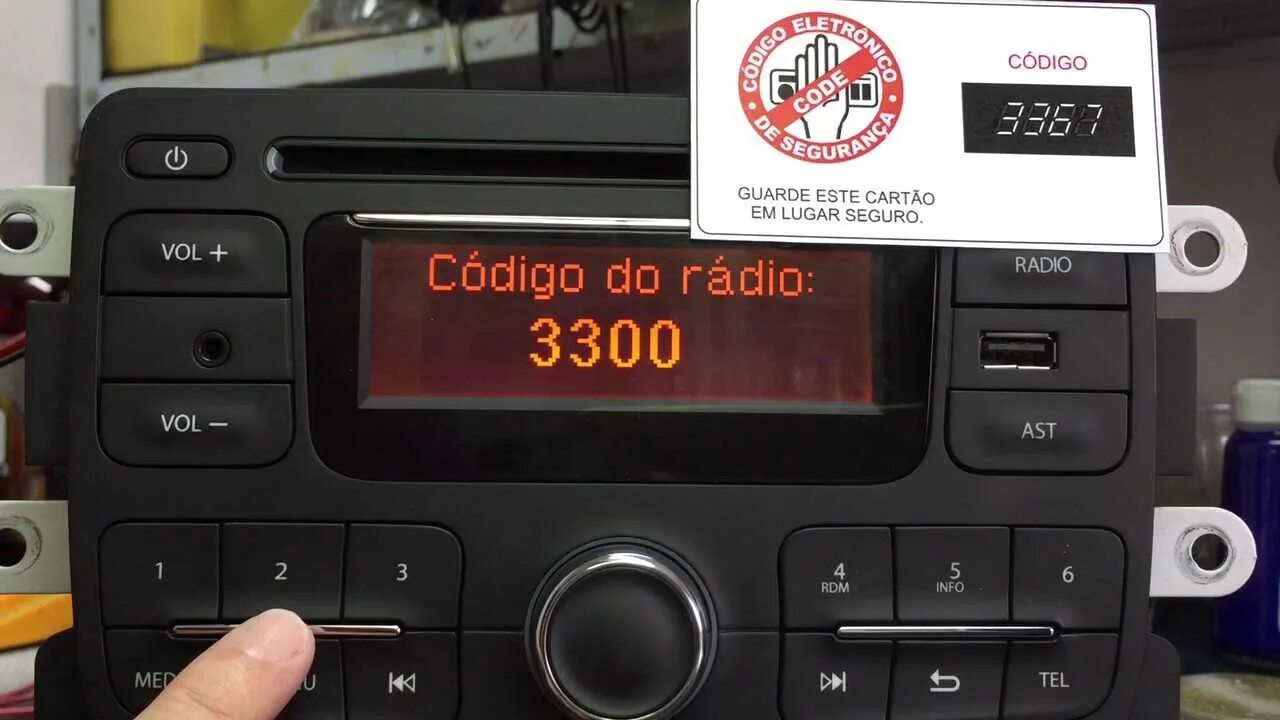 CÓDIGO ELETRÔNICO
CODE
DE SEGURANÇA
CÓDIGO
3367
GUARDE ESTE CARTÃO
EM LUGAR SEGURO.
VOL +
RADIO
Código do rádio:
3300
VOL –
AST
1
2
3
4
RDM
5
INFO
6
TEL